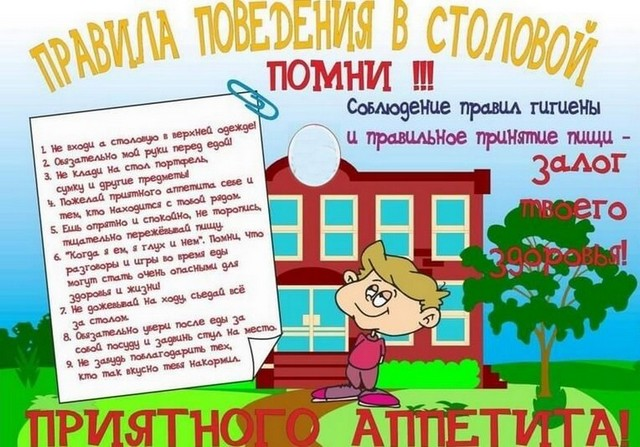 ПРАВИЛА ПОВЕДЕНИЯ В СТОЛОВОЙ
ПОМНИ !!!
Соблюдение правил гигиены
и правильное принятие пищи -
залог
твоего
здоровья!
1. Не входи а столовую в верхней одежде!
2. Обязательно мой руки перед едой!
3. Не клади на стол портфель,
сумку и другие предметы!
4. Пожелай приятного аппетита себе и
тем, кто находится с тобой рядом.
5. Ешь опрятно и спокойно, не торопись,
тщательно пережёвывай пищу.
6. "Когда я ем, я глух и нем". Помни, что
разговоры и игры во время еды
могут стать очень опасными для
здоровья и жизни!
7. Не дожевывай на ходу, съедай всё
за столом.
8. Обязательно убери после еды за
собой посуду и задвинь стул на место.
9. Не забудь поблагодарить тех,
кто так вкусно тебя накормил.
ПРИЯТНОГО АППЕТИТА!